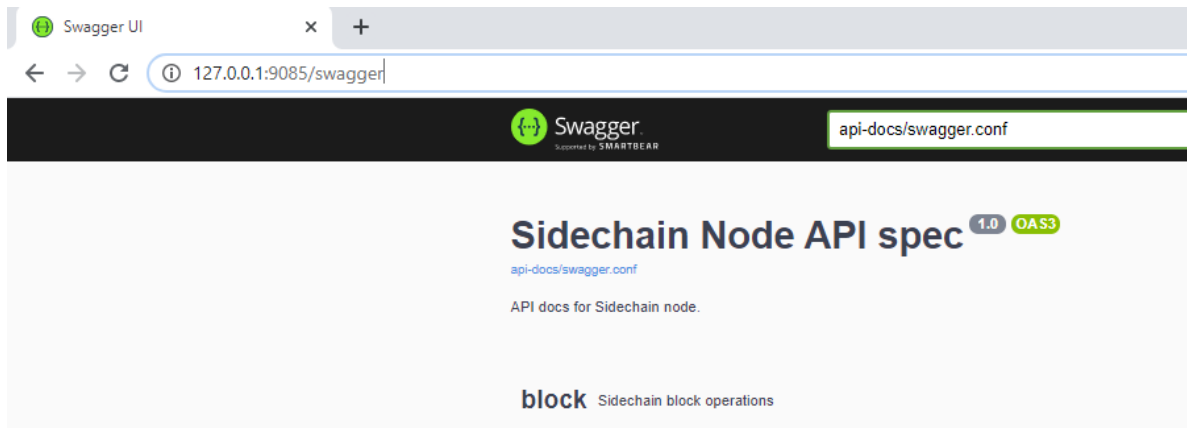 Swagger UI
127.0.0.1:9085/swagger
Swagger.
Supported by SMARTBEAR
api-docs/swagger.conf
Sidechain Node API spec 1.0 OAS3
api-docs/swagger.conf
API docs for Sidechain node.
block Sidechain block operations